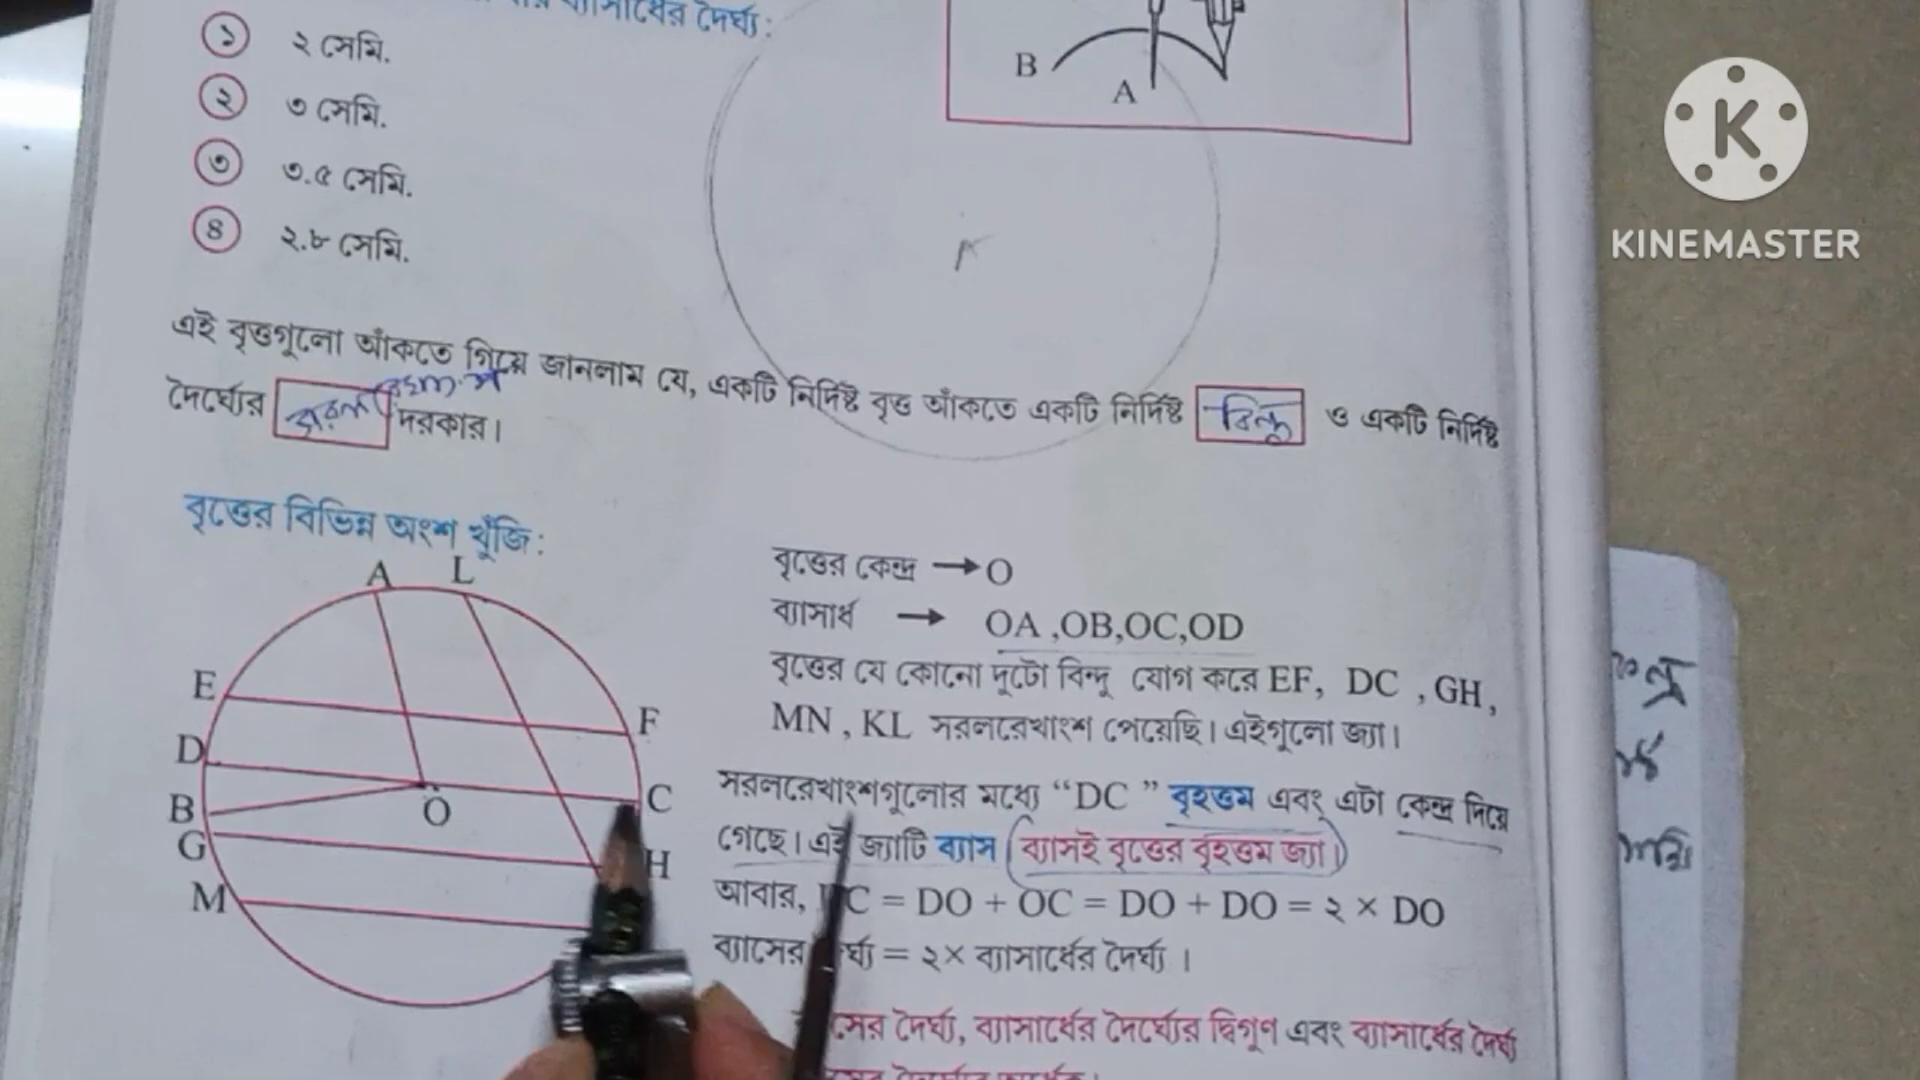 ব্যাসার্ধের দৈর্ঘ্য :
১ ২ সেমি.
২ ৩ সেমি.
৩ ৩.৫ সেমি.
৪ ২.৮ সেমি.
B
A
K
KINEMASTER
এই বৃত্তগুলো আঁকতে গিয়ে জানলাম যে, একটি নির্দিষ্ট বৃত্ত আঁকতে একটি নির্দিষ্ট বিন্দু ও একটি নির্দিষ্ট
দৈর্ঘ্যের সরলরেখাংশ দরকার।
বৃত্তের বিভিন্ন অংশ খুঁজি :
A L
E
F
D
C
B
O
G
H
M
বৃত্তের কেন্দ্র → O
ব্যাসার্ধ → OA ,OB,OC,OD
বৃত্তের যে কোনো দুটো বিন্দু যোগ করে EF, DC , GH,
MN , KL সরলরেখাংশ পেয়েছি। এইগুলো জ্যা।
সরলরেখাংশগুলোর মধ্যে “DC ” বৃহত্তম এবং এটা কেন্দ্র দিয়ে
গেছে। এই জ্যাটি ব্যাস (ব্যাসই বৃত্তের বৃহত্তম জ্যা।)
আবার, C = DO + OC = DO + DO = ২ × DO
ব্যাসের = ২× ব্যাসার্ধের দৈর্ঘ্য ।
দৈর্ঘ্য, ব্যাসার্ধের দৈর্ঘ্যের দ্বিগুণ এবং ব্যাসার্ধের দৈর্ঘ্য